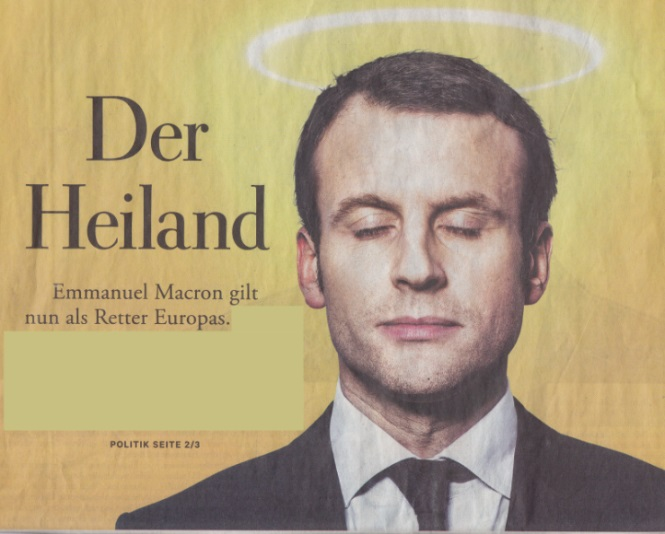 Der
Heiland
Emmanuel Macron gilt
nun als Retter Europas.
POLITIK SEITE 2/3